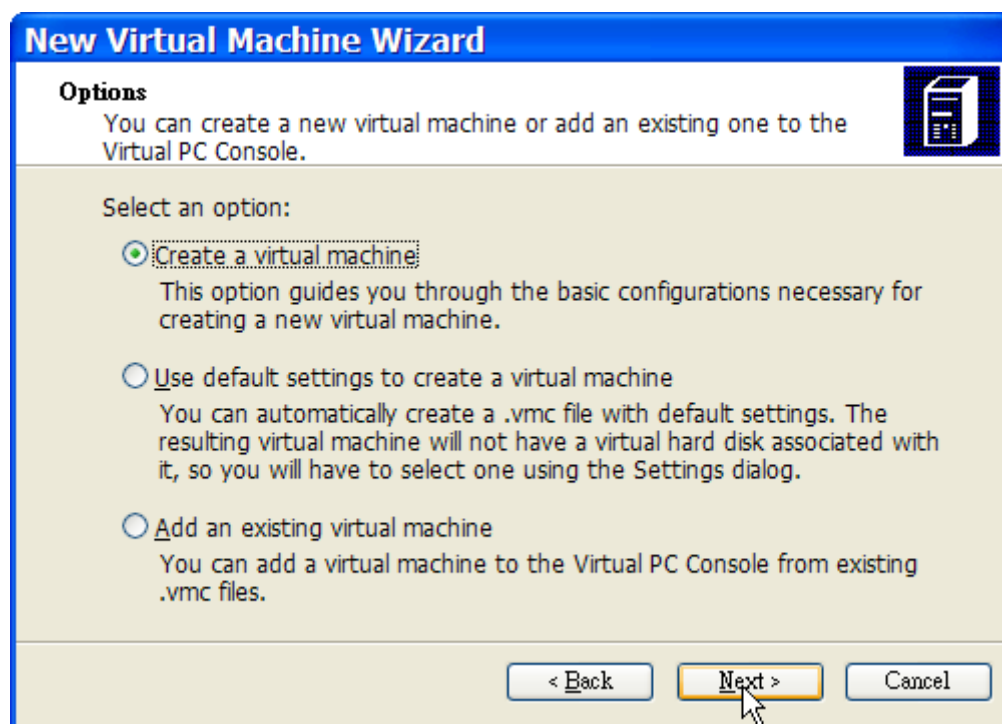 New Virtual Machine Wizard
Options
You can create a new virtual machine or add an existing one to the
Virtual PC Console.
Select an option:
Create a virtual machine
This option guides you through the basic configurations necessary for
creating a new virtual machine.
Use default settings to create a virtual machine
You can automatically create a .vmc file with default settings. The
resulting virtual machine will not have a virtual hard disk associated with
it, so you will have to select one using the Settings dialog.
Add an existing virtual machine
You can add a virtual machine to the Virtual PC Console from existing
.vmc files.
< Back Next > Cancel